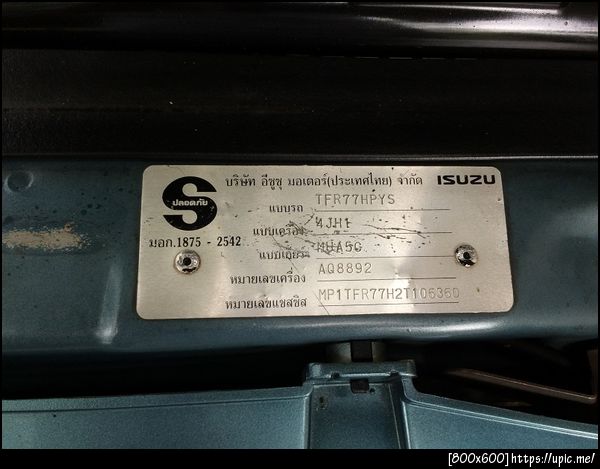 บริษัท อีซูซุ มอเตอร์(ประเทศไทย) จำกัด ISUZU
S
ปลอดภัย
มอก.1875 - 2542
แบบรถ TFR77HPYS
แบบเครื่อง 4JH1
แบบเกียร์ MUA5C
หมายเลขเครื่อง AQ8892
หมายเลขแชสซิส MP1TFR77H2T106360
[800x600]https://upic.me/